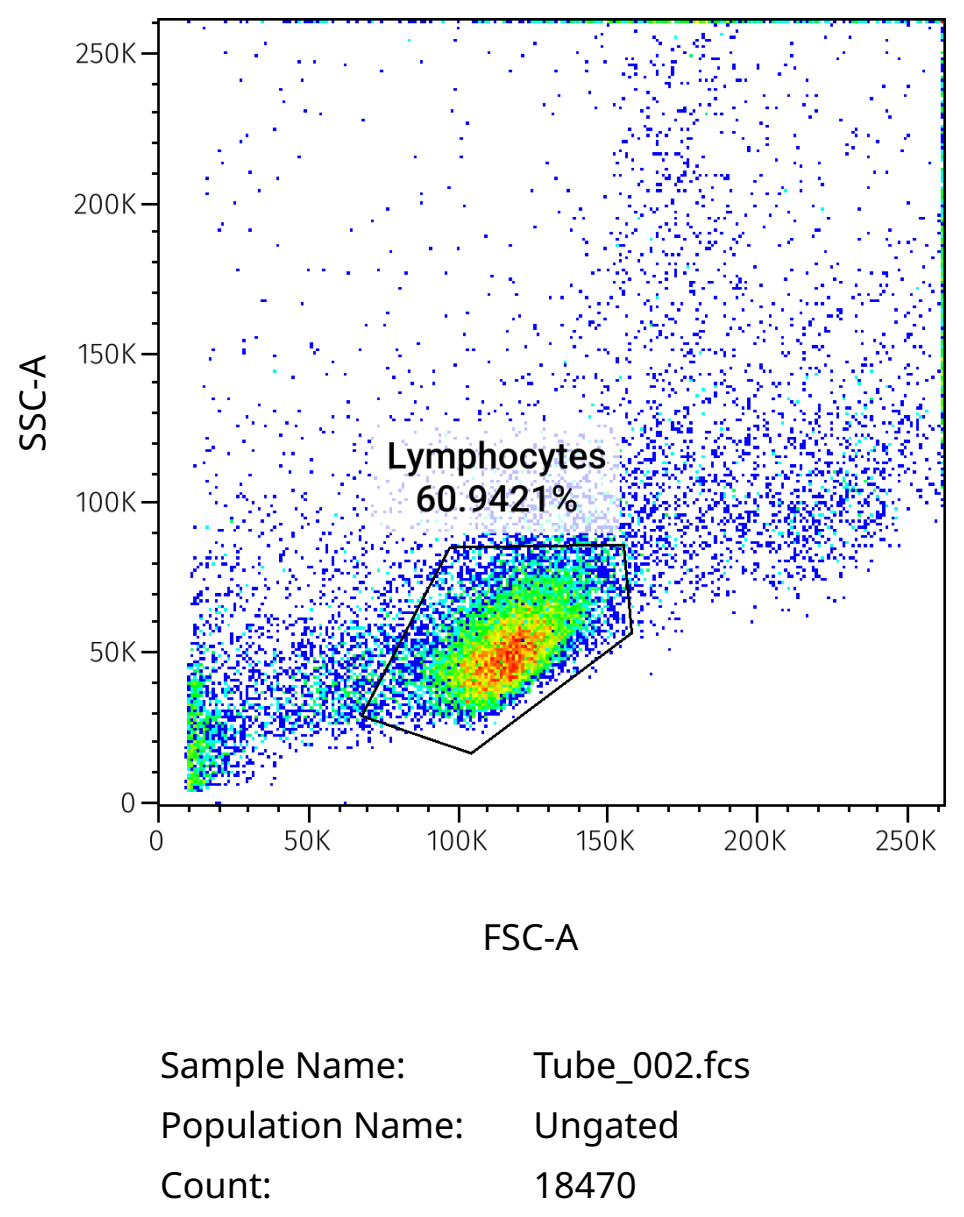 250K
200K
150K
100K
50K
0
SSC-A
Lymphocytes
60.9421%
0 50K 100K 150K 200K 250K
FSC-A
Sample Name: Tube_002.fcs
Population Name: Ungated
Count: 18470